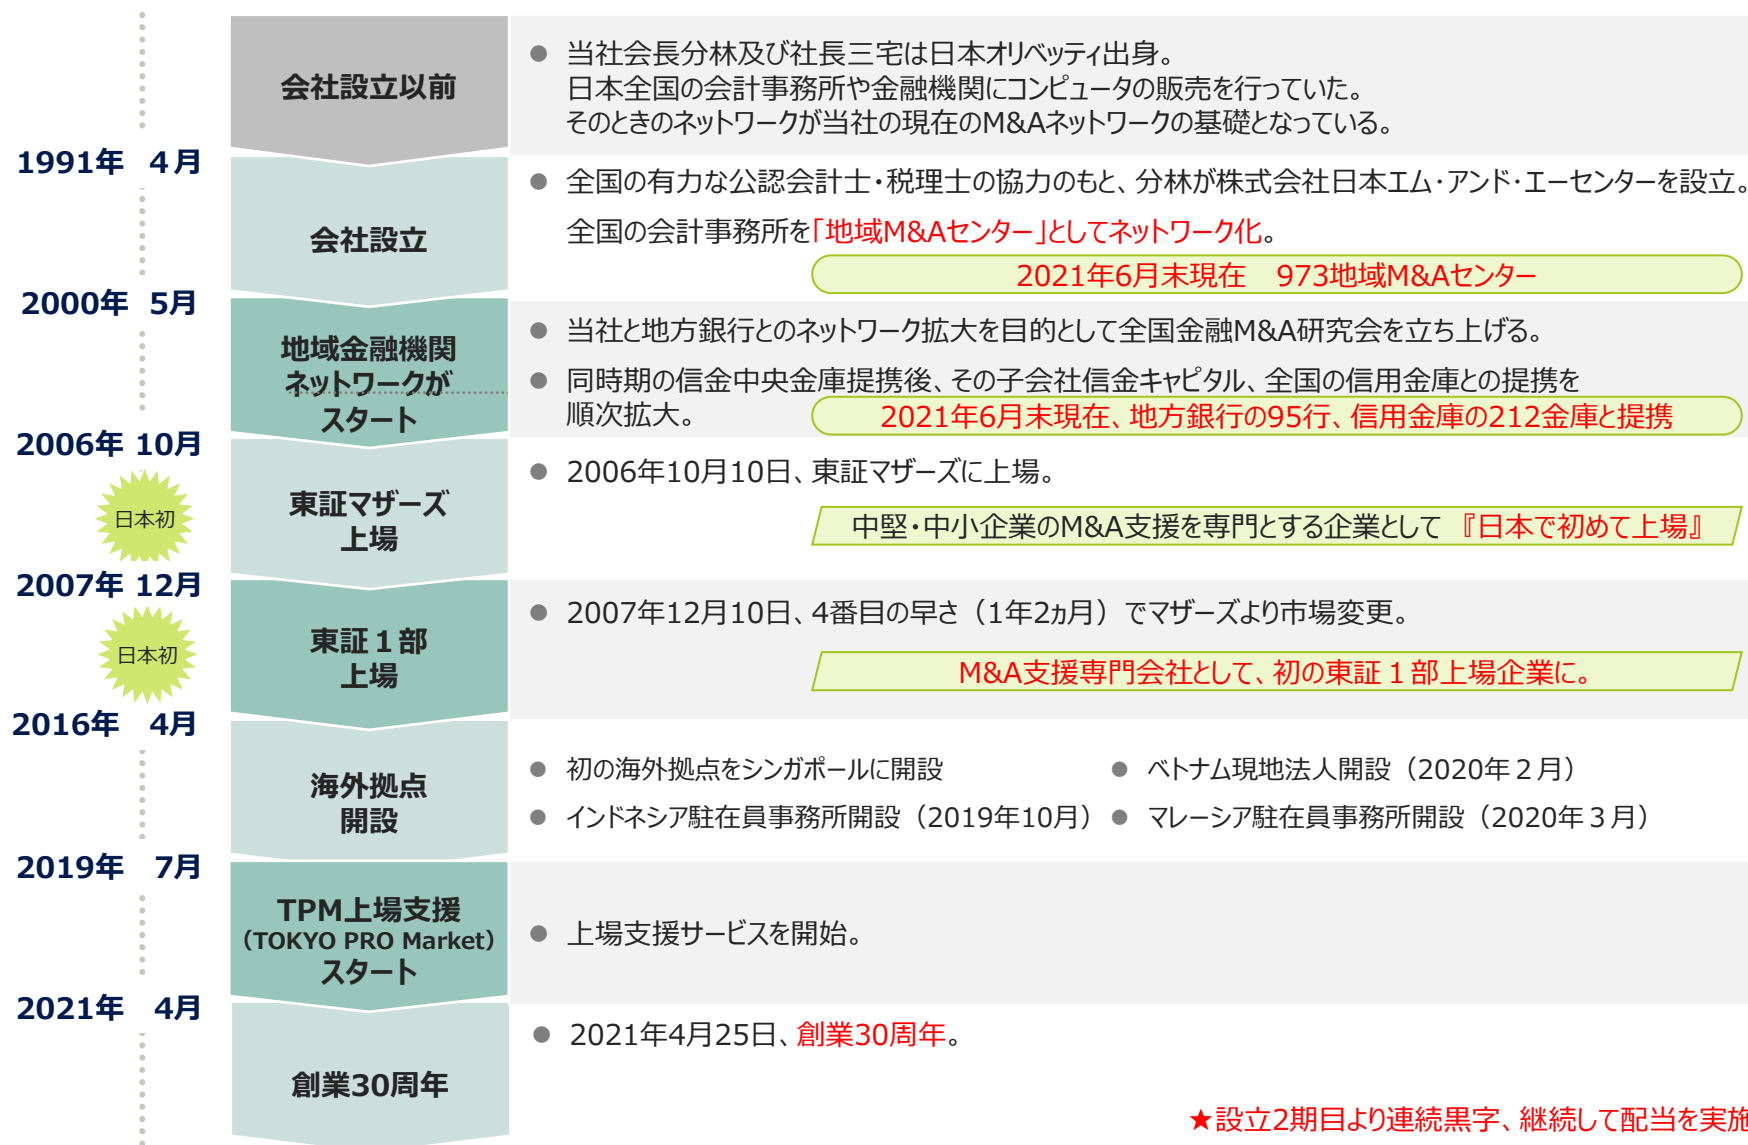 会社設立以前
● 当社会長分林及び社長三宅は日本オリベッティ出身。
日本全国の会計事務所や金融機関にコンピュータの販売を行っていた。
そのときのネットワークが当社の現在のM&Aネットワークの基礎となっている。
1991年 4月
会社設立
● 全国の有力な公認会計士・税理士の協力のもと、分林が株式会社日本エム・アンド・エーセンターを設立。
全国の会計事務所を「地域M&Aセンター」としてネットワーク化。
2021年6月末現在 973地域M&Aセンター
2000年 5月
地域金融機関
ネットワークが
スタート
● 当社と地方銀行とのネットワーク拡大を目的として全国金融M&A研究会を立ち上げる。
● 同時期の信金中央金庫提携後、その子会社信金キャピタル、全国の信用金庫との提携を
順次拡大。
2021年6月末現在、地方銀行の95行、信用金庫の212金庫と提携
2006年 10月
日本初
東証マザーズ
上場
● 2006年10月10日、東証マザーズに上場。
中堅・中小企業のM&A支援を専門とする企業として 『日本で初めて上場』
2007年 12月
日本初
東証1部
上場
● 2007年12月10日、4番目の早さ（1年2ヵ月）でマザーズより市場変更。
M&A支援専門会社として、初の東証1部上場企業に。
2016年 4月
海外拠点
開設
● 初の海外拠点をシンガポールに開設
● ベトナム現地法人開設（2020年2月）
● インドネシア駐在員事務所開設（2019年10月）
● マレーシア駐在員事務所開設（2020年3月）
2019年 7月
TPM上場支援
（TOKYO PRO Market）
スタート
● 上場支援サービスを開始。
2021年 4月
創業30周年
● 2021年4月25日、創業30周年。
★設立2期目より連続黒字、継続して配当を実施